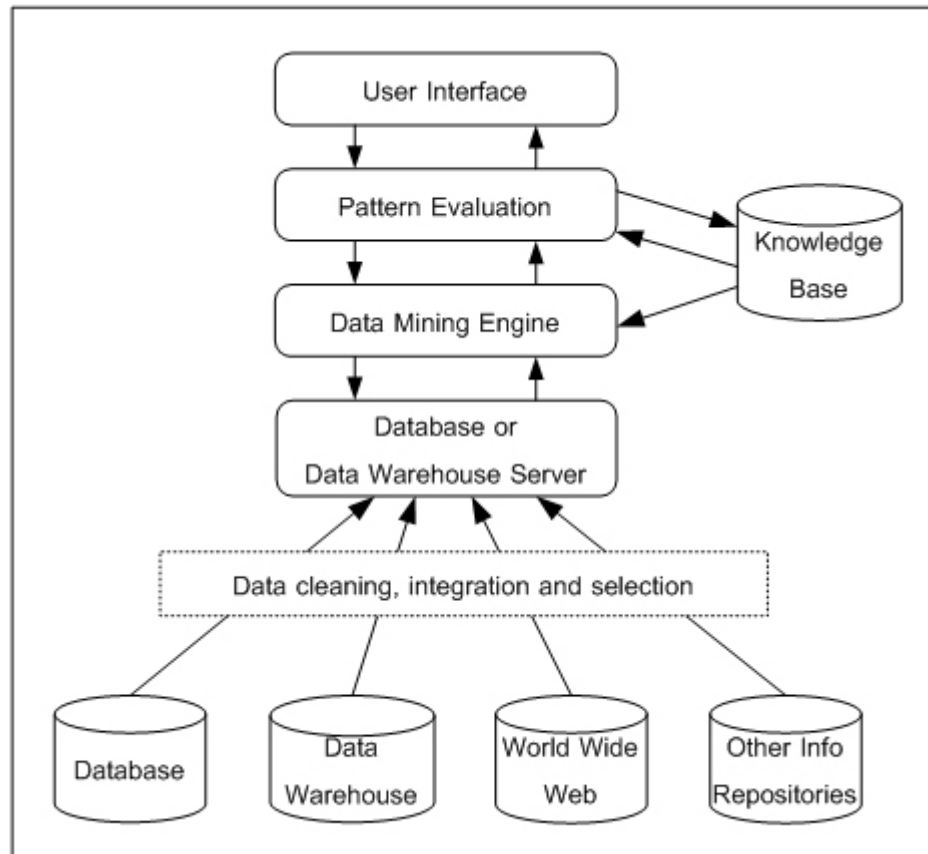 User Interface
Pattern Evaluation
Knowledge
Base
Data Mining Engine
Database or
Data Warehouse Server
Data cleaning, integration and selection
Database
Data
Warehouse
World Wide
Web
Other Info
Repositories